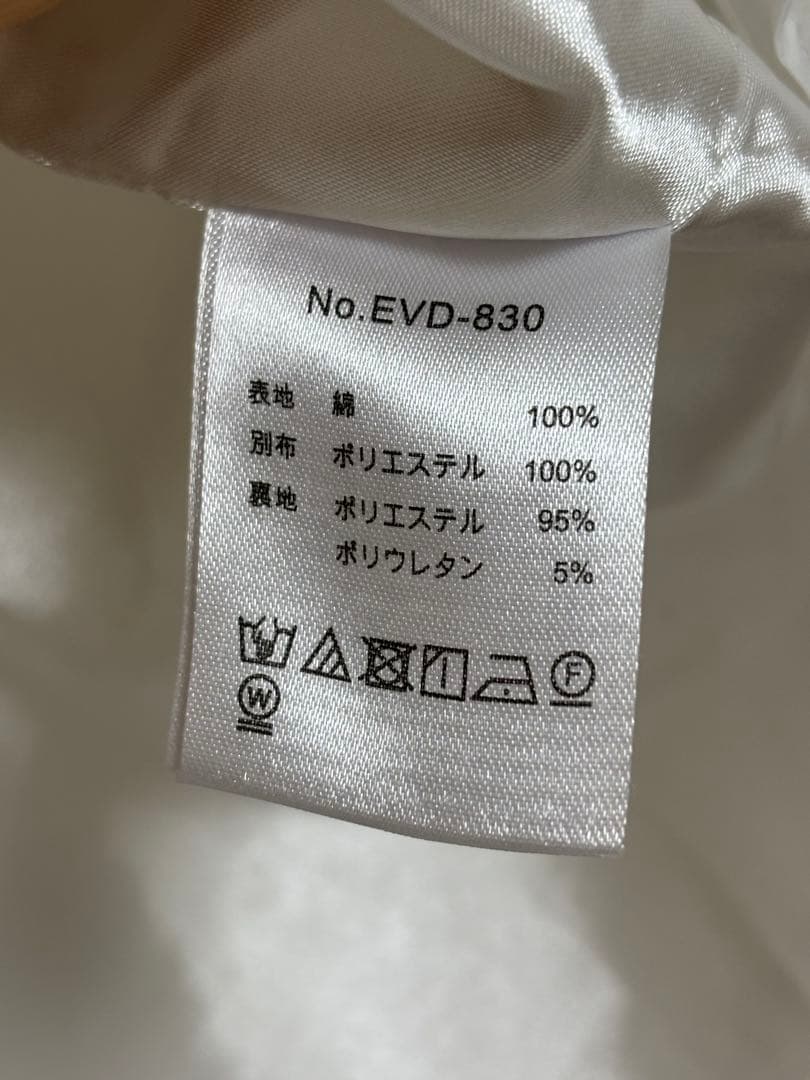 No.EVD-830
表地 綿 100%
別布 ポリエステル 100%
裏地 ポリエステル 95%
ポリウレタン 5%
F
W